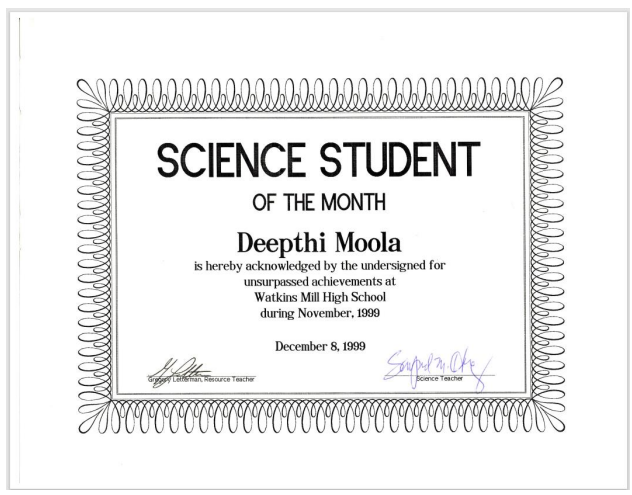 SCIENCE STUDENT
OF THE MONTH
Deepthi Moola
is hereby acknowledged by the undersigned for
unsurpassed achievements at
Watkins Mill High School
during November, 1999
December 8, 1999
Gregory Letterman, Resource Teacher
Science Teacher